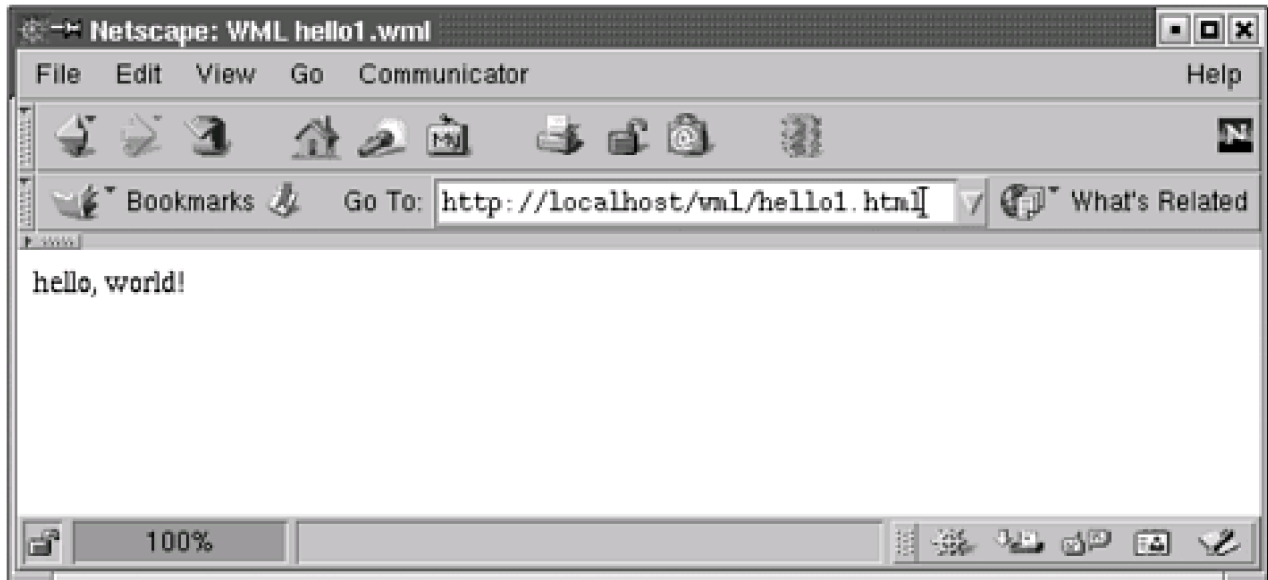 Netscape: WML hello1.wml
File Edit View Go Communicator Help
My N
Bookmarks Go To: http://localhost/wml/hello1.html What's Related
hello, world!
100%